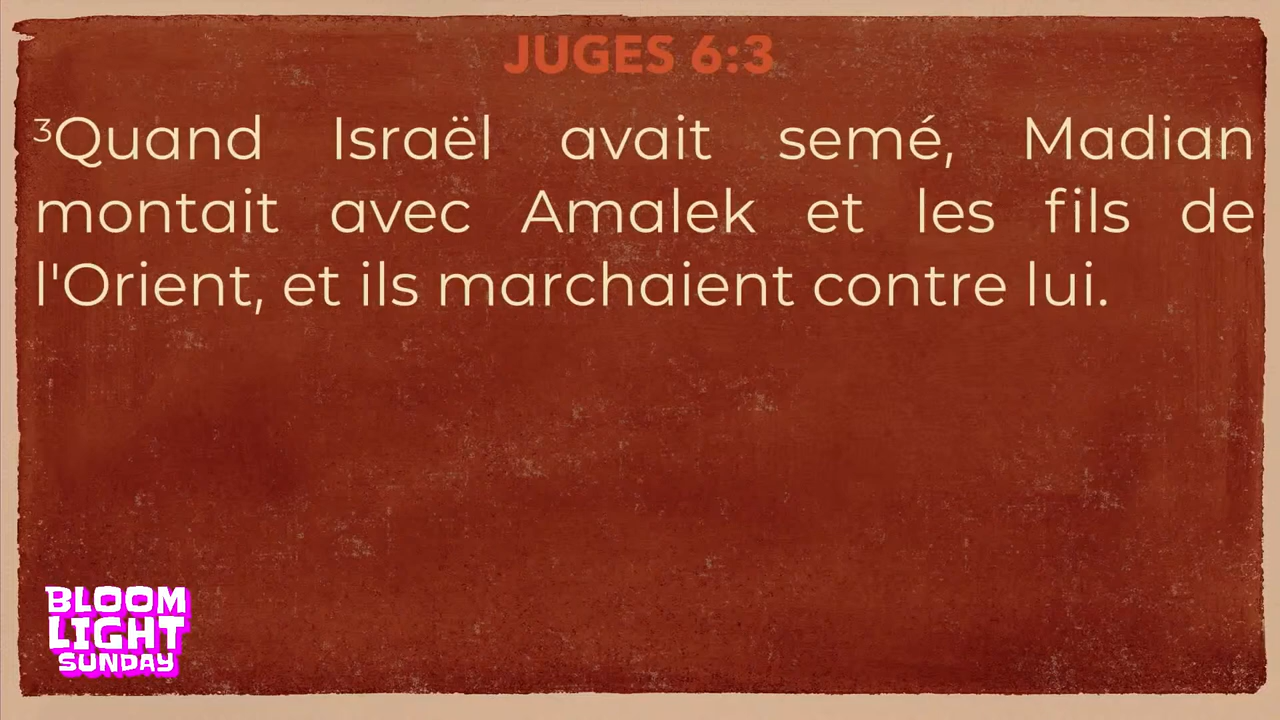 JUGES 6:3
³Quand Israël avait semé, Madian
montait avec Amalek et les fils de
l'Orient, et ils marchaient contre lui.
BLOOM
LIGHT
SUNDAY